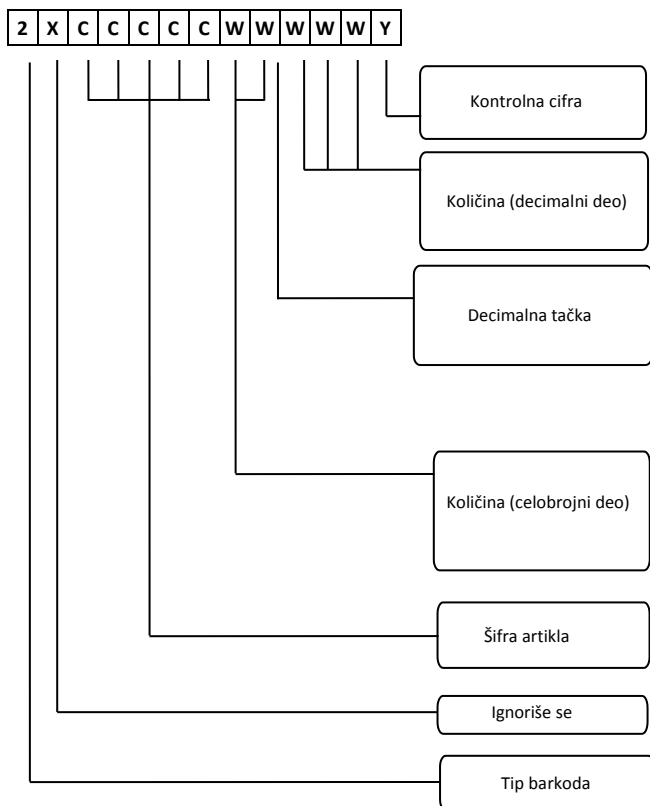 2 X C C C C C W W W W W Y
Kontrolna cifra
Količina (decimalni deo)
Decimalna tačka
Količina (celobrojni deo)
Šifra artikla
Ignoriše se
Tip barkoda